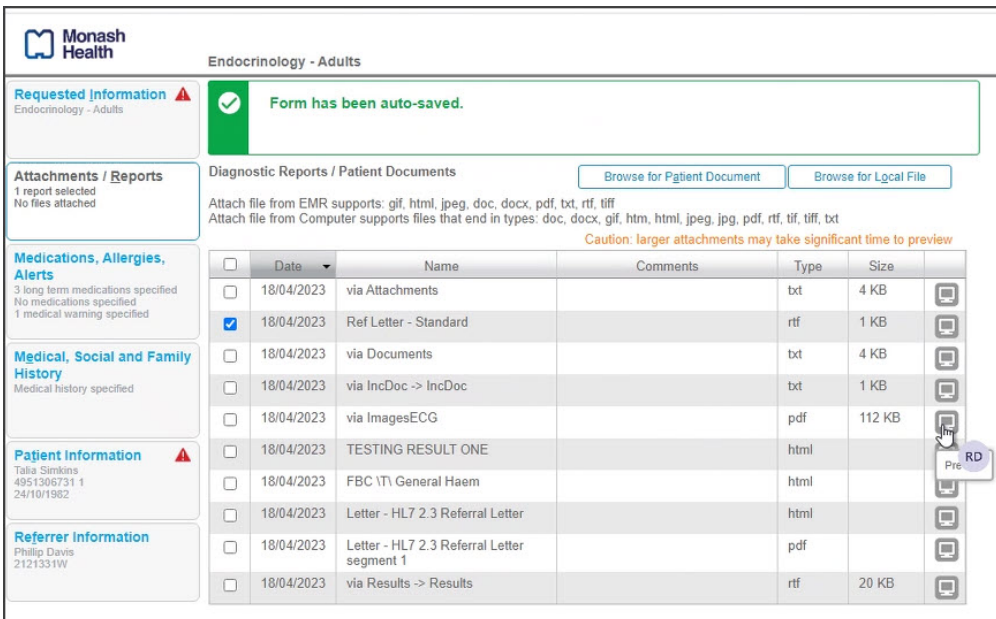 Monash
Health
Endocrinology - Adults
Requested Information
Endocrinology - Adults
Form has been auto-saved.
Attachments / Reports
1 report selected
No files attached
Diagnostic Reports / Patient Documents
Browse for Patient Document
Browse for Local File
Attach file from EMR supports: gif, html, jpeg, doc, docx, pdf, txt, rtf, tiff
Attach file from Computer supports files that end in types: doc, docx, gif, htm, html, jpeg, jpg, pdf, rtf, tif, tiff, txt
Caution: larger attachments may take significant time to preview
Medications, Allergies,
Alerts
3 long term medications specified
No medications specified
1 medical warning specified
Medical, Social and Family
History
Medical history specified
Patient Information
Talia Simkins
4951306731 1
24/10/1982
Referrer Information
Phillip Davis
2121331W
Date Name Comments Type Size
18/04/2023 via Attachments txt 4 KB
18/04/2023 Ref Letter - Standard rtf 1 KB
18/04/2023 via Documents txt 4 KB
18/04/2023 via IncDoc -> IncDoc txt 1 KB
18/04/2023 via ImagesECG pdf 112 KB
18/04/2023 TESTING RESULT ONE html
Pre
RD
18/04/2023 FBC \T\ General Haem html
18/04/2023 Letter - HL7 2.3 Referral Letter html
18/04/2023 Letter - HL7 2.3 Referral Letter pdf
segment 1
18/04/2023 via Results -> Results rtf 20 KB